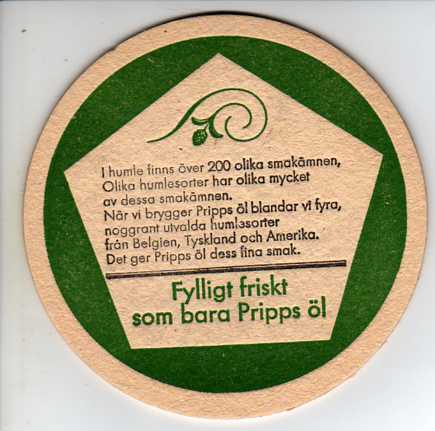 I humle finns över 200 olika smakämnen,
Olika humlesorter har olika mycket
av dessa smakämnen.
När vi brygger Pripps öl blandar vi fyra,
noggrant utvalda humlesorter
från Belgien, Tyskland och Amerika.
Det ger Pripps öl dess fina smak.
Fylligt friskt
som bara Pripps öl